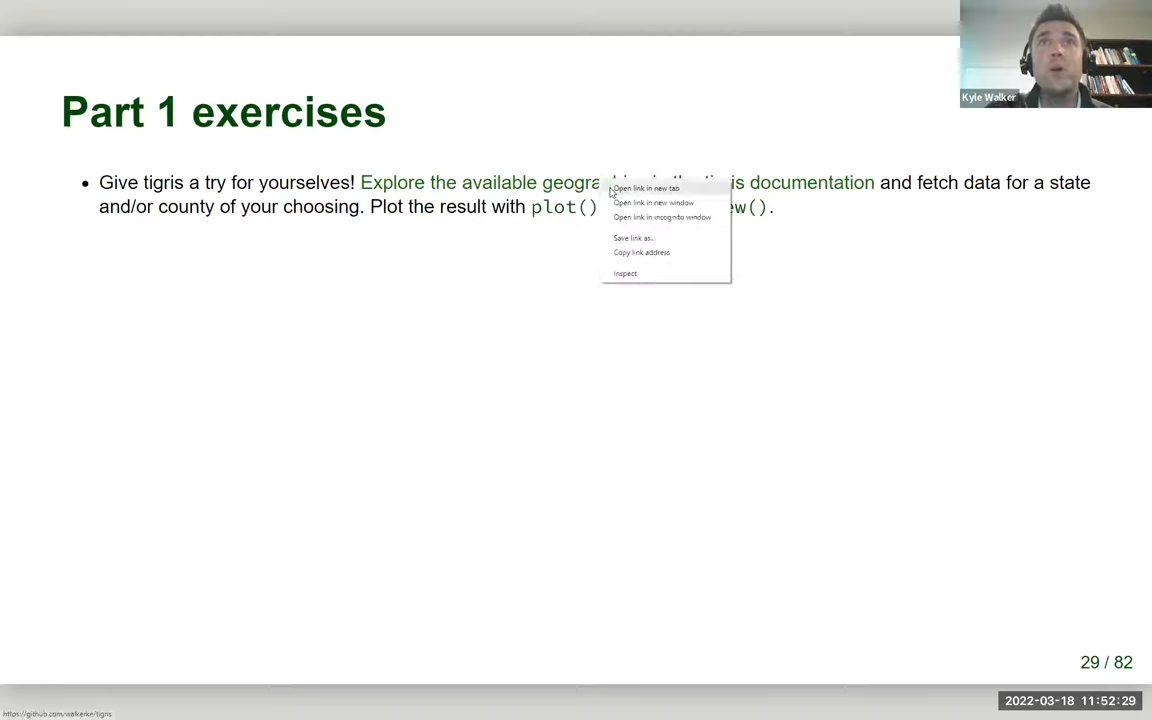 Kyle Walker
Part 1 exercises
Give tigris a try for yourselves! Explore the available geogra is documentation and fetch data for a state
and/or county of your choosing. Plot the result with plot() ew().
Open link in new tab
Open link in new window
Open link in incognito window
Save link as...
Copy link address
Inspect
29 / 82
2022-03-18 11:52:29
https://github.com/walkerke/tigris